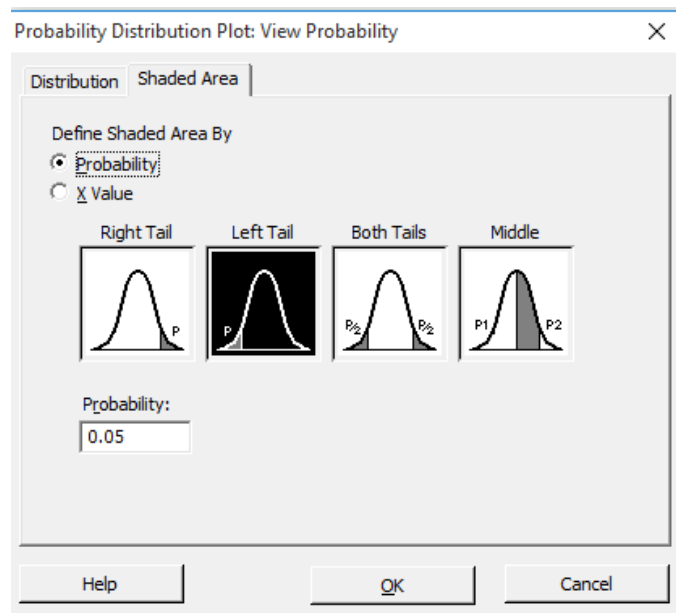 Probability Distribution Plot: View Probability
Distribution Shaded Area
Define Shaded Area By
Probability
X Value
Right Tail Left Tail Both Tails Middle
P P P/2 P/2 P1 P2
Probability:
0.05
Help OK Cancel